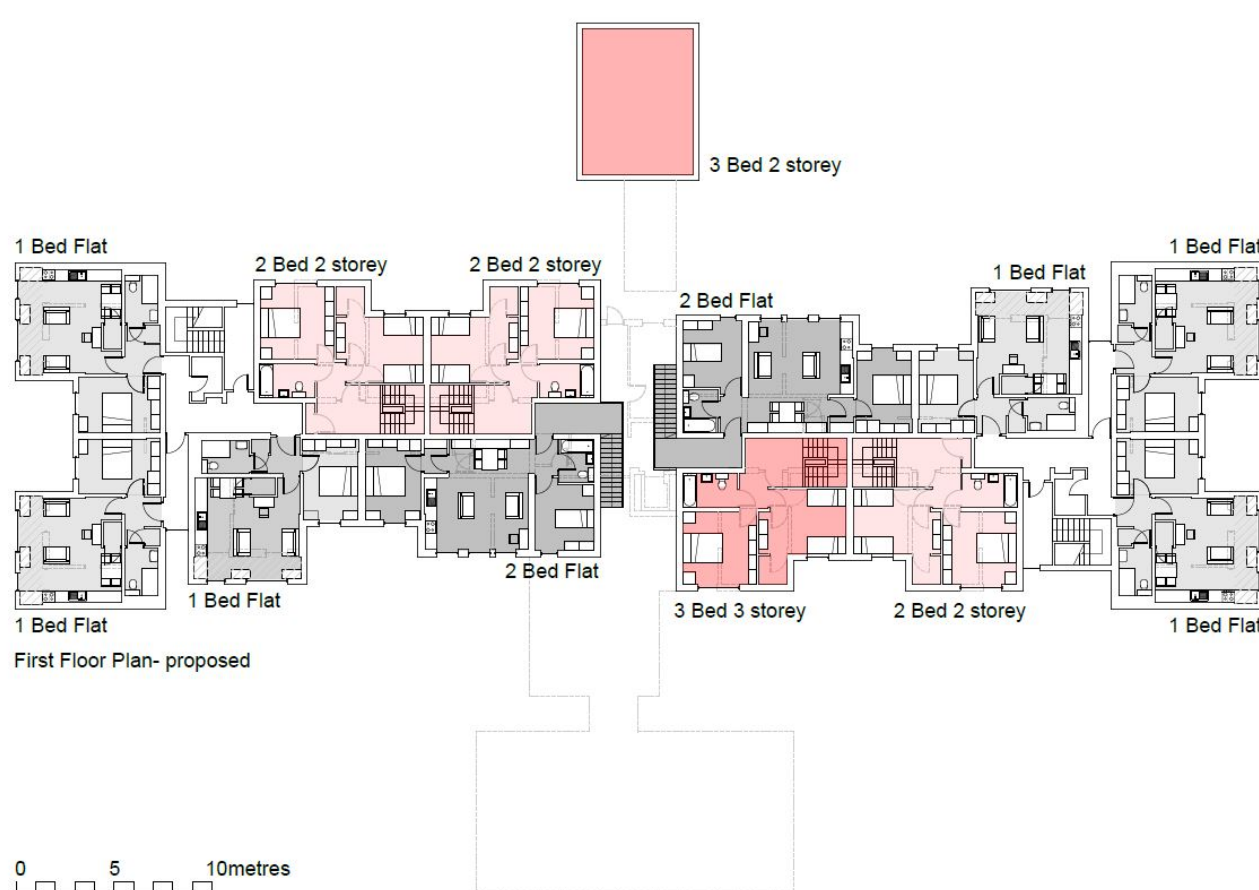 3 Bed 2 storey
1 Bed Flat
1 Bed Flat
2 Bed 2 storey
2 Bed 2 storey
1 Bed Flat
2 Bed Flat
2 Bed Flat
1 Bed Flat
3 Bed 3 storey
2 Bed 2 storey
1 Bed Flat
1 Bed Flat
First Floor Plan- proposed
0 5 10metres